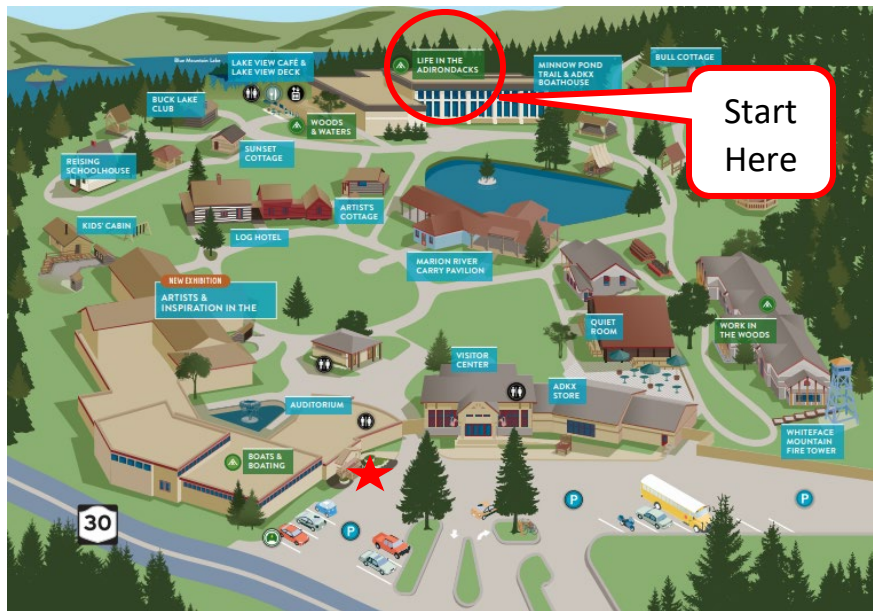 Blue Mountain Lake
LAKE VIEW CAFÉ &
LAKE VIEW DECK
LIFE IN THE
ADIRONDACKS
MINNOW POND
TRAIL & ADKX
BOATHOUSE
BULL COTTAGE
Start
Here
BUCK LAKE
CLUB
WOODS
& WATERS
SUNSET
COTTAGE
REISING
SCHOOLHOUSE
ARTIST'S
COTTAGE
KIDS' CABIN
LOG HOTEL
MARION RIVER
CARRY PAVILION
NEW EXHIBITION
ARTISTS &
INSPIRATION IN THE
QUIET
ROOM
WORK IN
THE WOODS
VISITOR
CENTER
ADKX
STORE
AUDITORIUM
WHITEFACE
MOUNTAIN
FIRE TOWER
BOATS &
BOATING
30
P
P
P